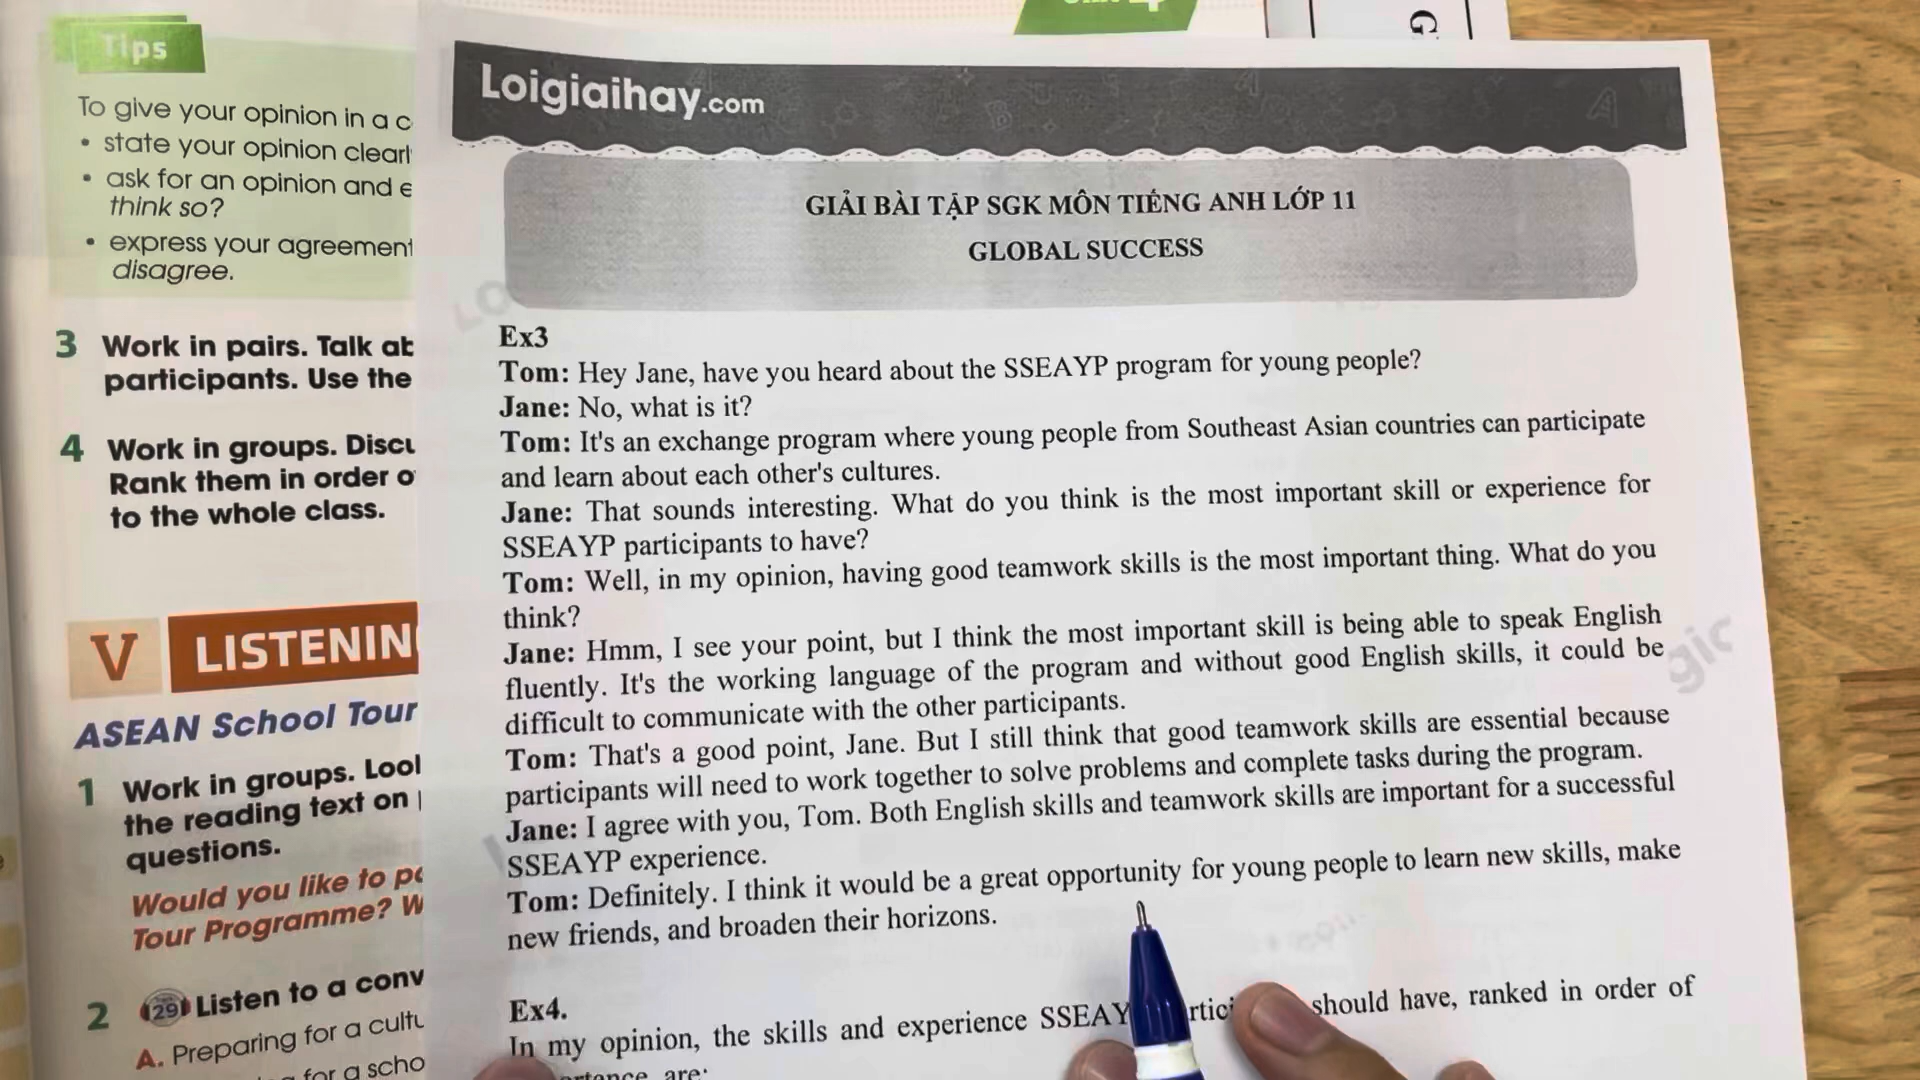 Tips
To give your opinion in a c
• state your opinion clearl
• ask for an opinion and e
think so?
• express your agreement
disagree.
3 Work in pairs. Talk ab
participants. Use the
4 Work in groups. Discu
Rank them in order o
to the whole class.
V LISTENIN
ASEAN School Tour
1 Work in groups. Lool
the reading text on
questions.
Would you like to pa
Tour Programme? W
2 29 Listen to a conv
A. Preparing for a cultu
for a scho
G
Loigiaihay.com
GIẢI BÀI TẬP SGK MÔN TIẾNG ANH LỚP 11
GLOBAL SUCCESS
Ex3
Tom: Hey Jane, have you heard about the SSEAYP program for young people?
Jane: No, what is it?
Tom: It's an exchange program where young people from Southeast Asian countries can participate
and learn about each other's cultures.
Jane: That sounds interesting. What do you think is the most important skill or experience for
SSEAYP participants to have?
Tom: Well, in my opinion, having good teamwork skills is the most important thing. What do you
think?
Jane: Hmm, I see your point, but I think the most important skill is being able to speak English
fluently. It's the working language of the program and without good English skills, it could be
difficult to communicate with the other participants.
Tom: That's a good point, Jane. But I still think that good teamwork skills are essential because
participants will need to work together to solve problems and complete tasks during the program.
Jane: I agree with you, Tom. Both English skills and teamwork skills are important for a successful
SSEAYP experience.
Tom: Definitely. I think it would be a great opportunity for young people to learn new skills, make
new friends, and broaden their horizons.
Ex4.
In my opinion, the skills and experience SSEAY rtici should have, ranked in order of
ortance are: